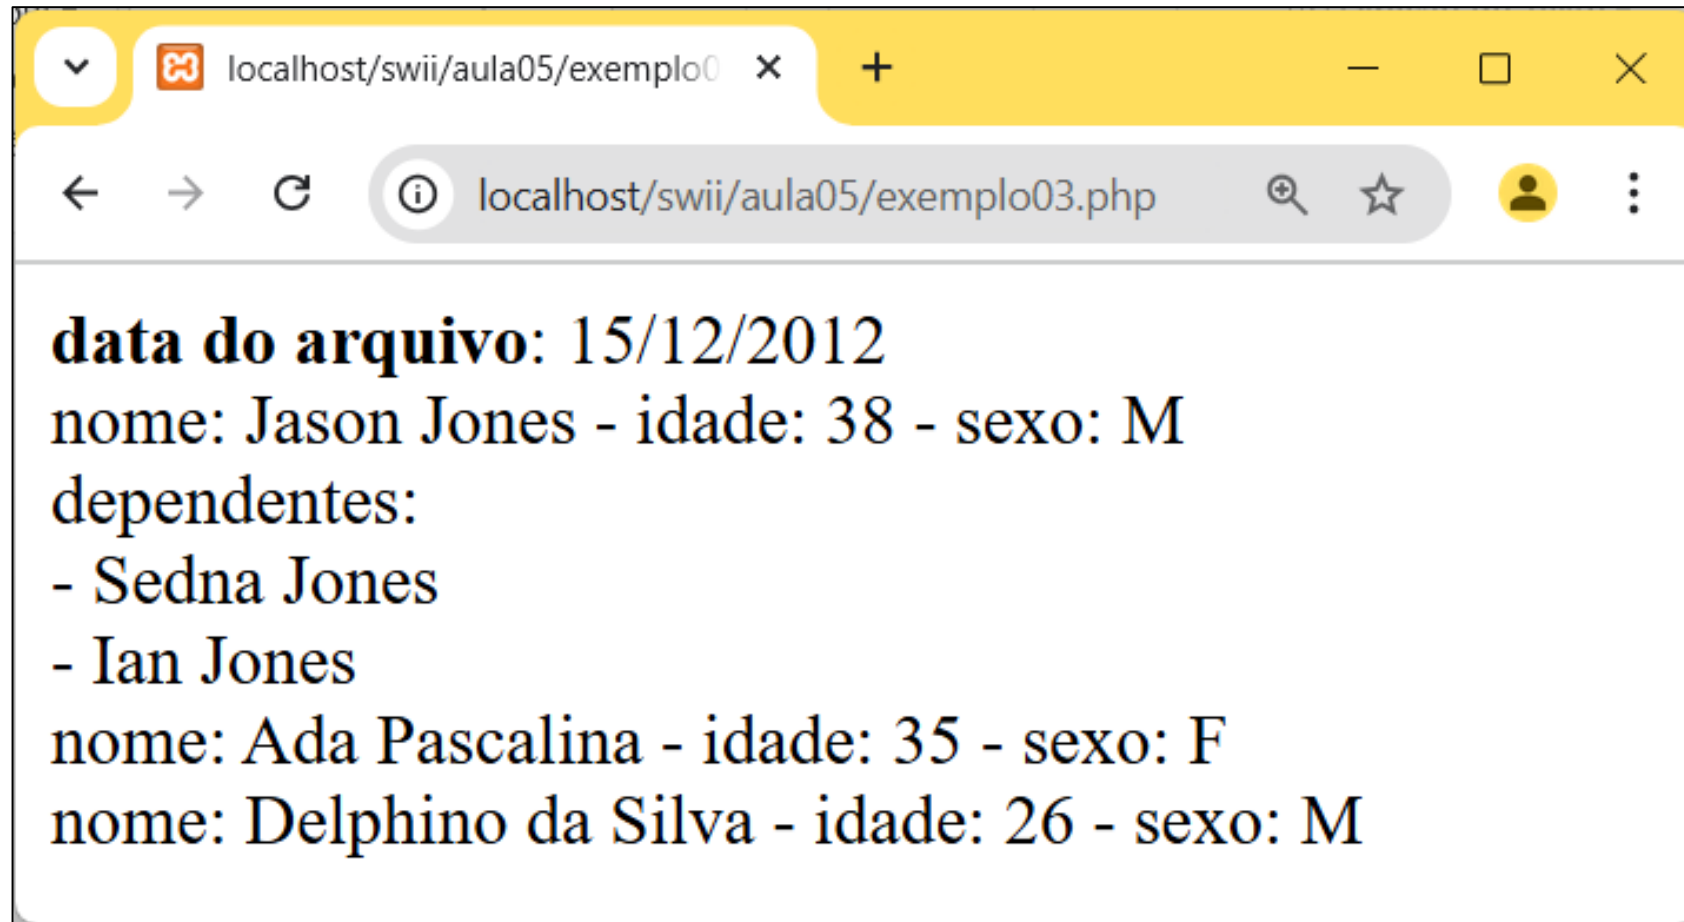 localhost/swii/aula05/exemplo0
localhost/swii/aula05/exemplo03.php
data do arquivo: 15/12/2012
nome: Jason Jones - idade: 38 - sexo: M
dependentes:
- Sedna Jones
- Ian Jones
nome: Ada Pascalina - idade: 35 - sexo: F
nome: Delphino da Silva - idade: 26 - sexo: M